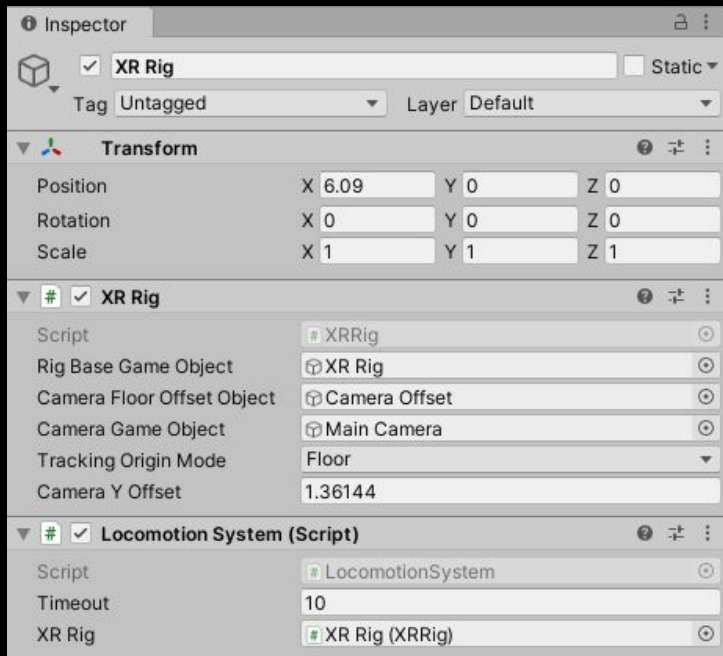 Inspector
XR Rig Static
Tag Untagged Layer Default
Transform
Position X 6.09 Y 0 Z 0
Rotation X 0 Y 0 Z 0
Scale X 1 Y 1 Z 1
# XR Rig
Script # XRRig
Rig Base Game Object XR Rig
Camera Floor Offset Object Camera Offset
Camera Game Object Main Camera
Tracking Origin Mode Floor
Camera Y Offset 1.36144
# Locomotion System (Script)
Script # LocomotionSystem
Timeout 10
XR Rig # XR Rig (XRRig)